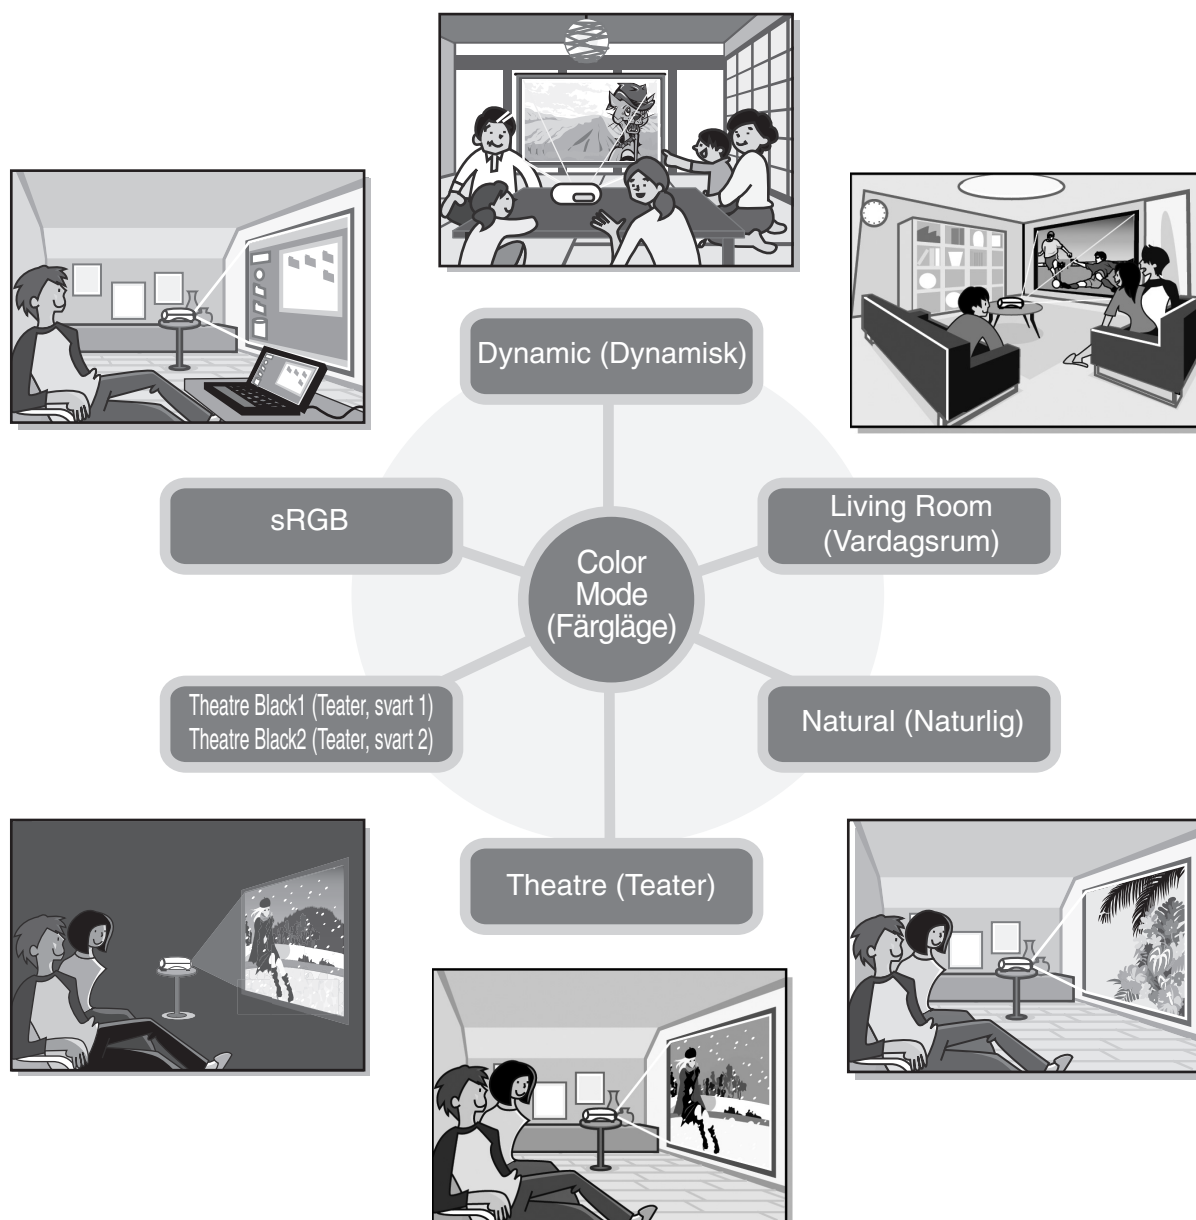 Dynamic (Dynamisk)
sRGB
Living Room
(Vardagsrum)
Color
Mode
(Färgläge)
Theatre Black1 (Teater, svart 1)
Theatre Black2 (Teater, svart 2)
Natural (Naturlig)
Theatre (Teater)